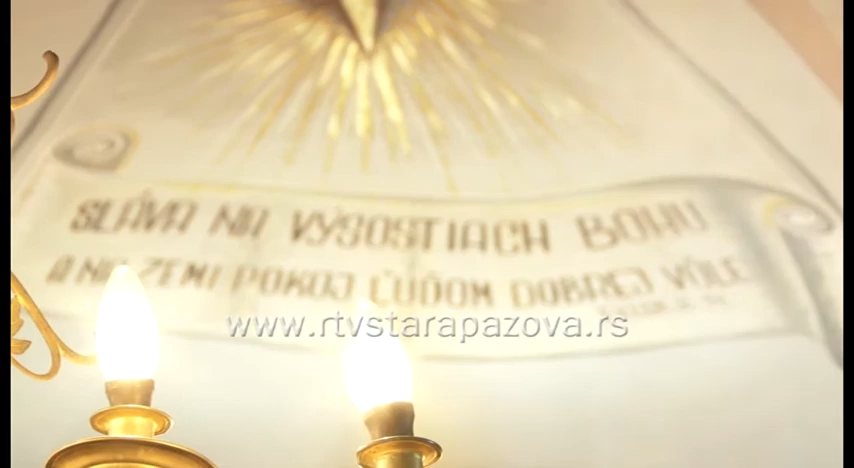 SLÁVA NA VÝSOSTIACH BOHU
A NA ZEMI POKOJ ĽUĎOM DOBREJ VÔLE
www.rtvstarapazova.rs